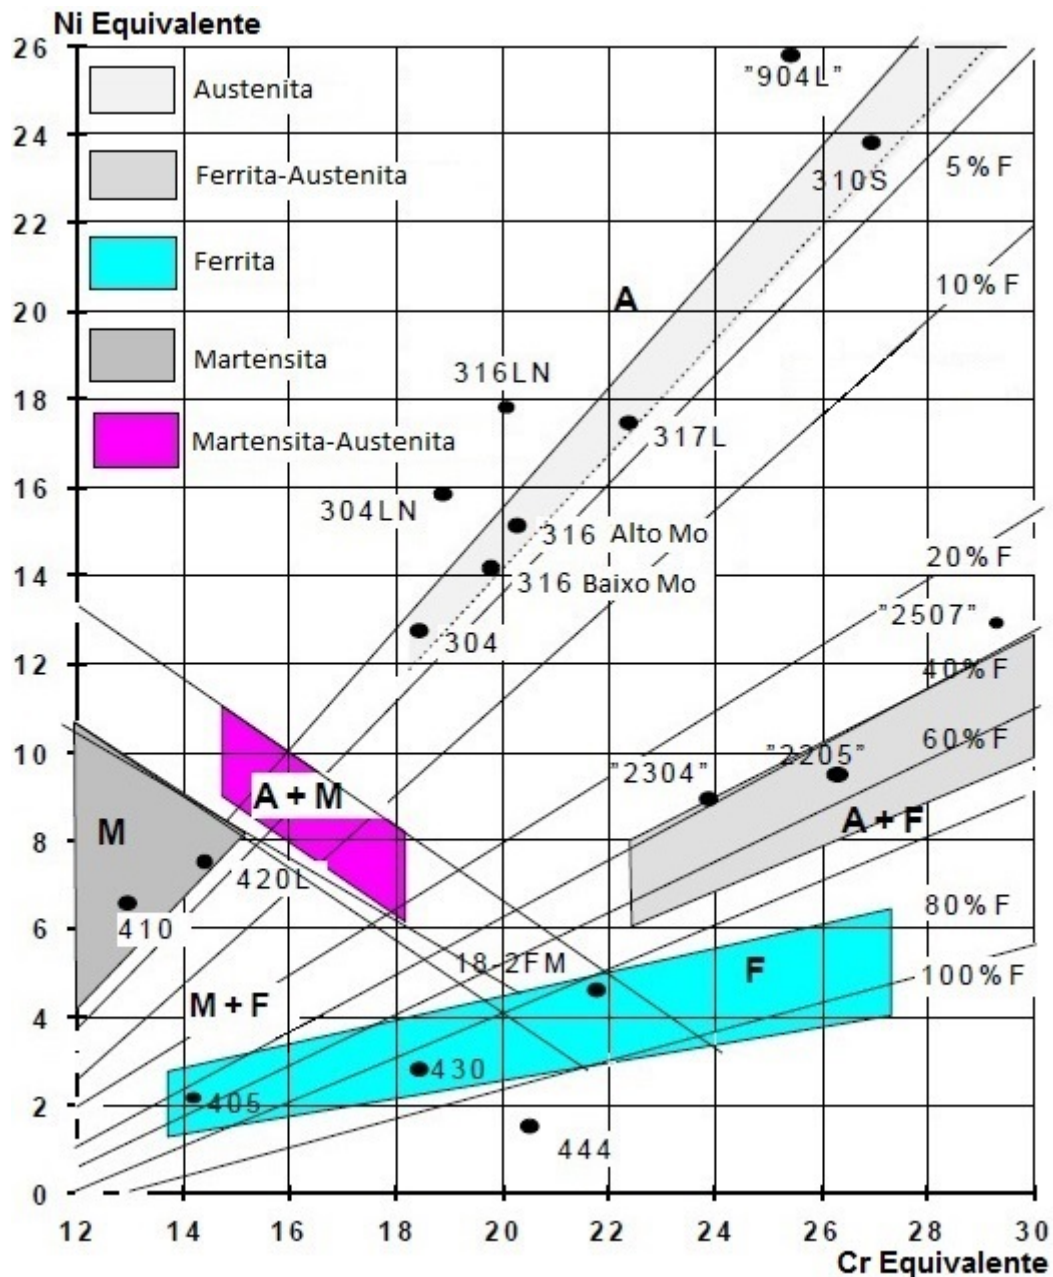 Ni Equivalente
26
Austenita
"904L"
24
5%F
Ferrita-Austenita
310S
22
Ferrita
10%F
20
A
Martensita
316LN
18
317L
Martensita-Austenita
16
304LN
316 Alto Mo
14
316 Baixo Mo
20%F
"2507"
12
304
40%F
10
60%F
"2205"
"2304"
A + M
A + F
M
8
420L
410
6
80%F
18-2FM
F
100%F
M + F
4
430
2
405
444
0
12 14 16 18 20 22 24 26 28 30
Cr Equivalente